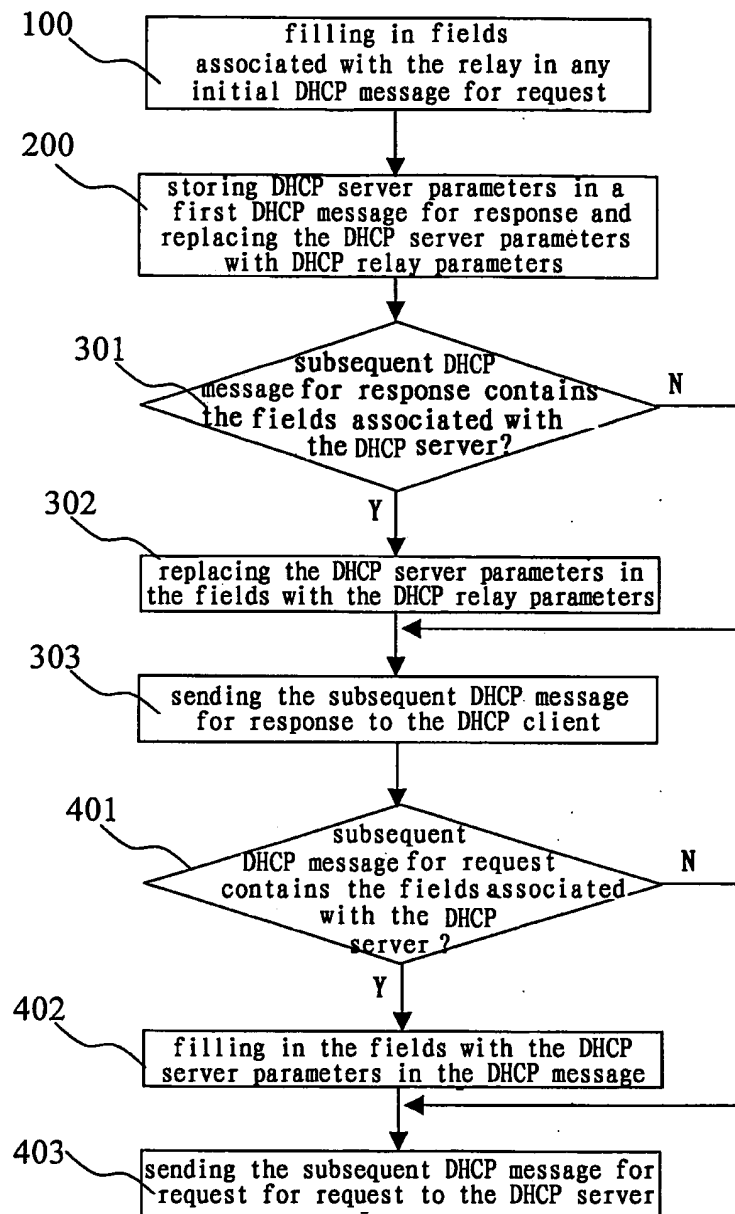 100
filling in fields
associated with the relay in any
initial DHCP message for request
200
storing DHCP server parameters in a
first DHCP message for response and
replacing the DHCP server parameters
with DHCP relay parameters
301
subsequent DHCP
message for response contains
the fields associated with
the DHCP server?
N
Y
302
replacing the DHCP server parameters in
the fields with the DHCP relay parameters
303
sending the subsequent DHCP message
for response to the DHCP client
401
subsequent
DHCP message for request
contains the fields associated
with the DHCP
server ?
N
Y
402
filling in the fields with the DHCP
server parameters in the DHCP message
403
sending the subsequent DHCP message for
request for request to the DHCP server